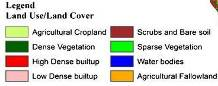 Legend
Land Use/Land Cover
Agricultural Cropland
Scrubs and Bare soil
Dense Vegetation
Sparse Vegetation
High Dense builtup
Water bodies
Low Dense builtup
Agricultural Fallowland